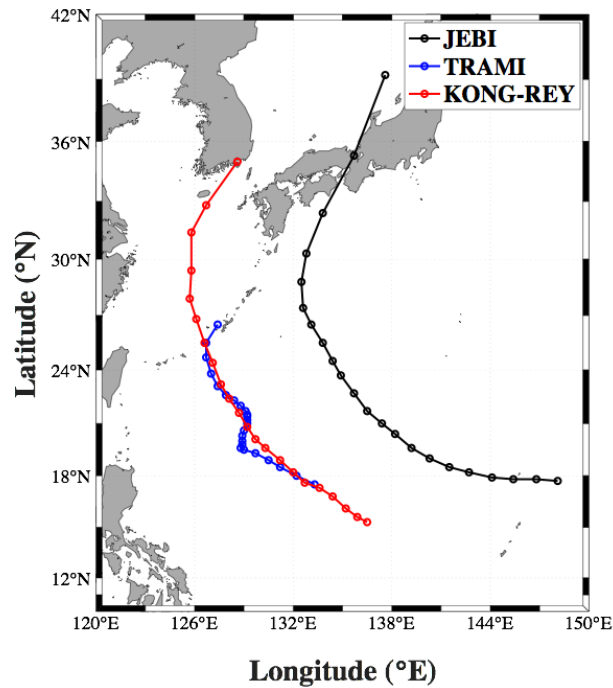 42°N
36°N
30°N
24°N
18°N
12°N
JEBI
TRAMI
KONG-REY
Latitude (°N)
120°E 126°E 132°E 138°E 144°E 150°E
Longitude (°E)